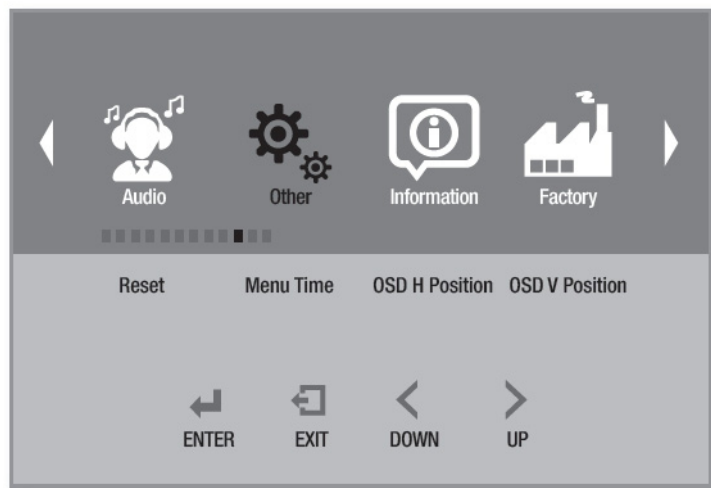 Audio Other Information Factory
Reset Menu Time OSD H Position OSD V Position
ENTER EXIT DOWN UP